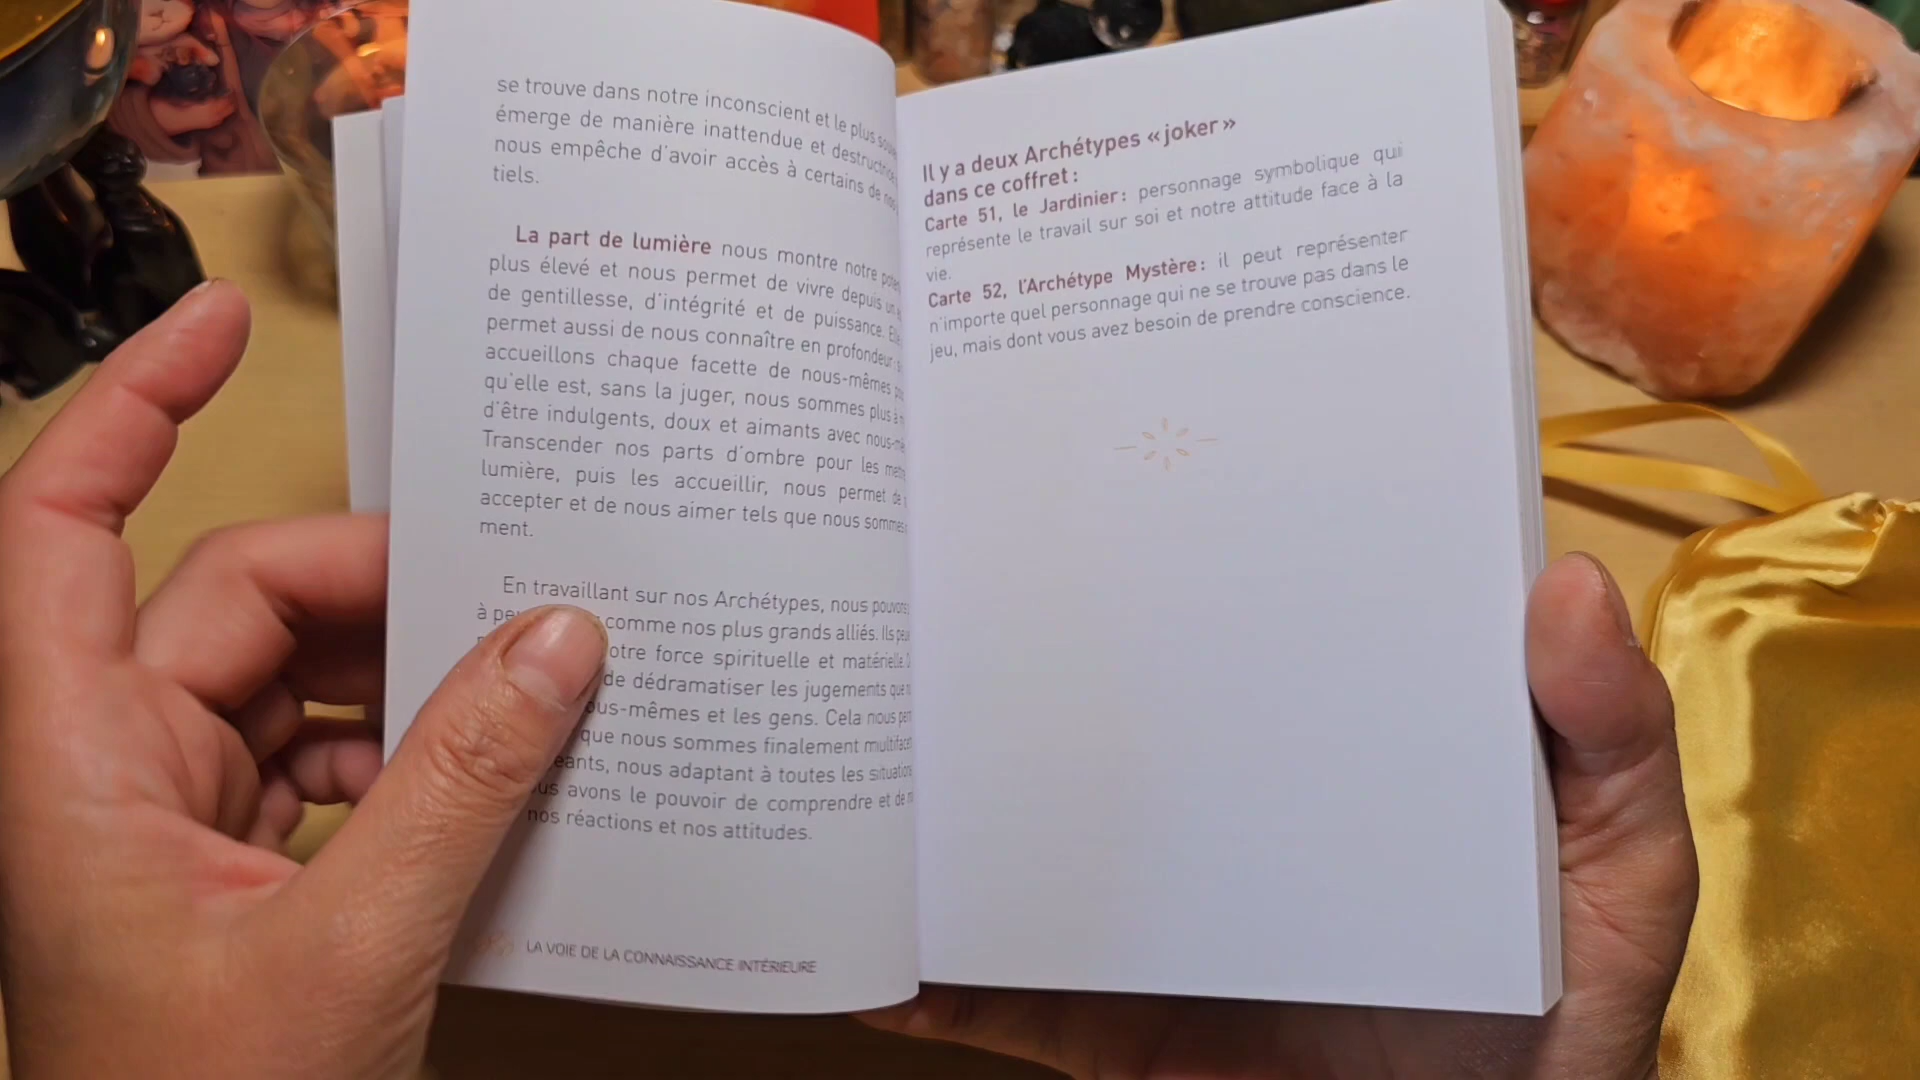 se trouve dans notre inconscient et le plus
émerge de manière inattendue et
nous empêche d'avoir accès à certains de
tiels.
La part de lumière nous montre notre
plus élevé et nous permet de vivre depuis
de gentillesse, d'intégrité et de puissance.
permet aussi de nous connaître en profondeur
accueillons chaque facette de nous-mêmes
qu'elle est, sans la juger, nous sommes plus à
d'être indulgents, doux et aimants avec
Transcender nos parts d'ombre pour les
lumière, puis les accueillir, nous permet de
accepter et de nous aimer tels que nous sommes
ment.
En travaillant sur nos Archétypes, nous
à comme nos plus grands alliés. Ils
force spirituelle et matérielle.
de dédramatiser les jugements que
et les gens. Cela nous
que nous sommes finalement
nous adaptant à toutes les situations
avons le pouvoir de comprendre et de
nos réactions et nos attitudes.
LA VOIE DE LA CONNAISSANCE INTÉRIEURE
Il y a deux Archétypes « joker »
dans ce coffret :
Carte 51, le Jardinier : personnage symbolique qui
représente le travail sur soi et notre attitude face à la
vie.
Carte 52, l'Archétype Mystère : il peut représenter
n'importe quel personnage qui ne se trouve pas dans le
jeu, mais dont vous avez besoin de prendre conscience.